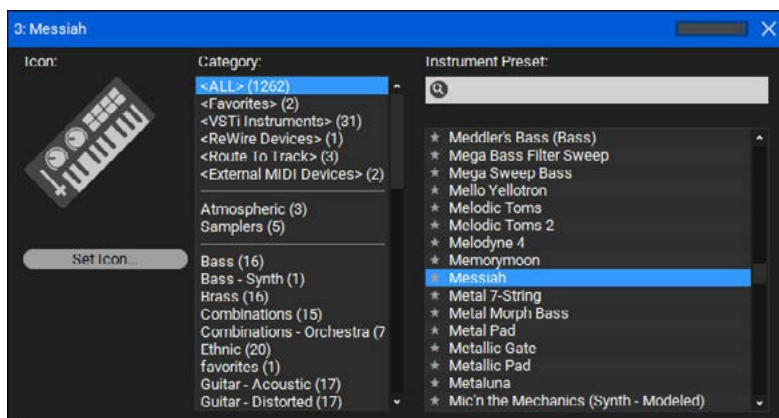 3: Messiah
Icon:
Set Icon...
Category:
<ALL> (1262)
<Favorites> (2)
<VSTi Instruments> (31)
<ReWire Devices> (1)
<Route To Track> (3)
<External MIDI Devices> (2)
Atmospheric (3)
Samplers (5)
Bass (16)
Bass - Synth (1)
Brass (16)
Combinations (15)
Combinations - Orchestra (7
Ethnic (20)
favorites (1)
Guitar - Acoustic (17)
Guitar - Distorted (17)
Instrument Preset:
Meddler's Bass (Bass)
Mega Bass Filter Sweep
Mega Sweep Bass
Mello Yellotron
Melodic Toms
Melodic Toms 2
Melodyne 4
Memorymoon
Messiah
Metal 7-String
Metal Morph Bass
Metal Pad
Metallic Gate
Metallic Pad
Metaluna
Mic'n the Mechanics (Synth - Modeled)